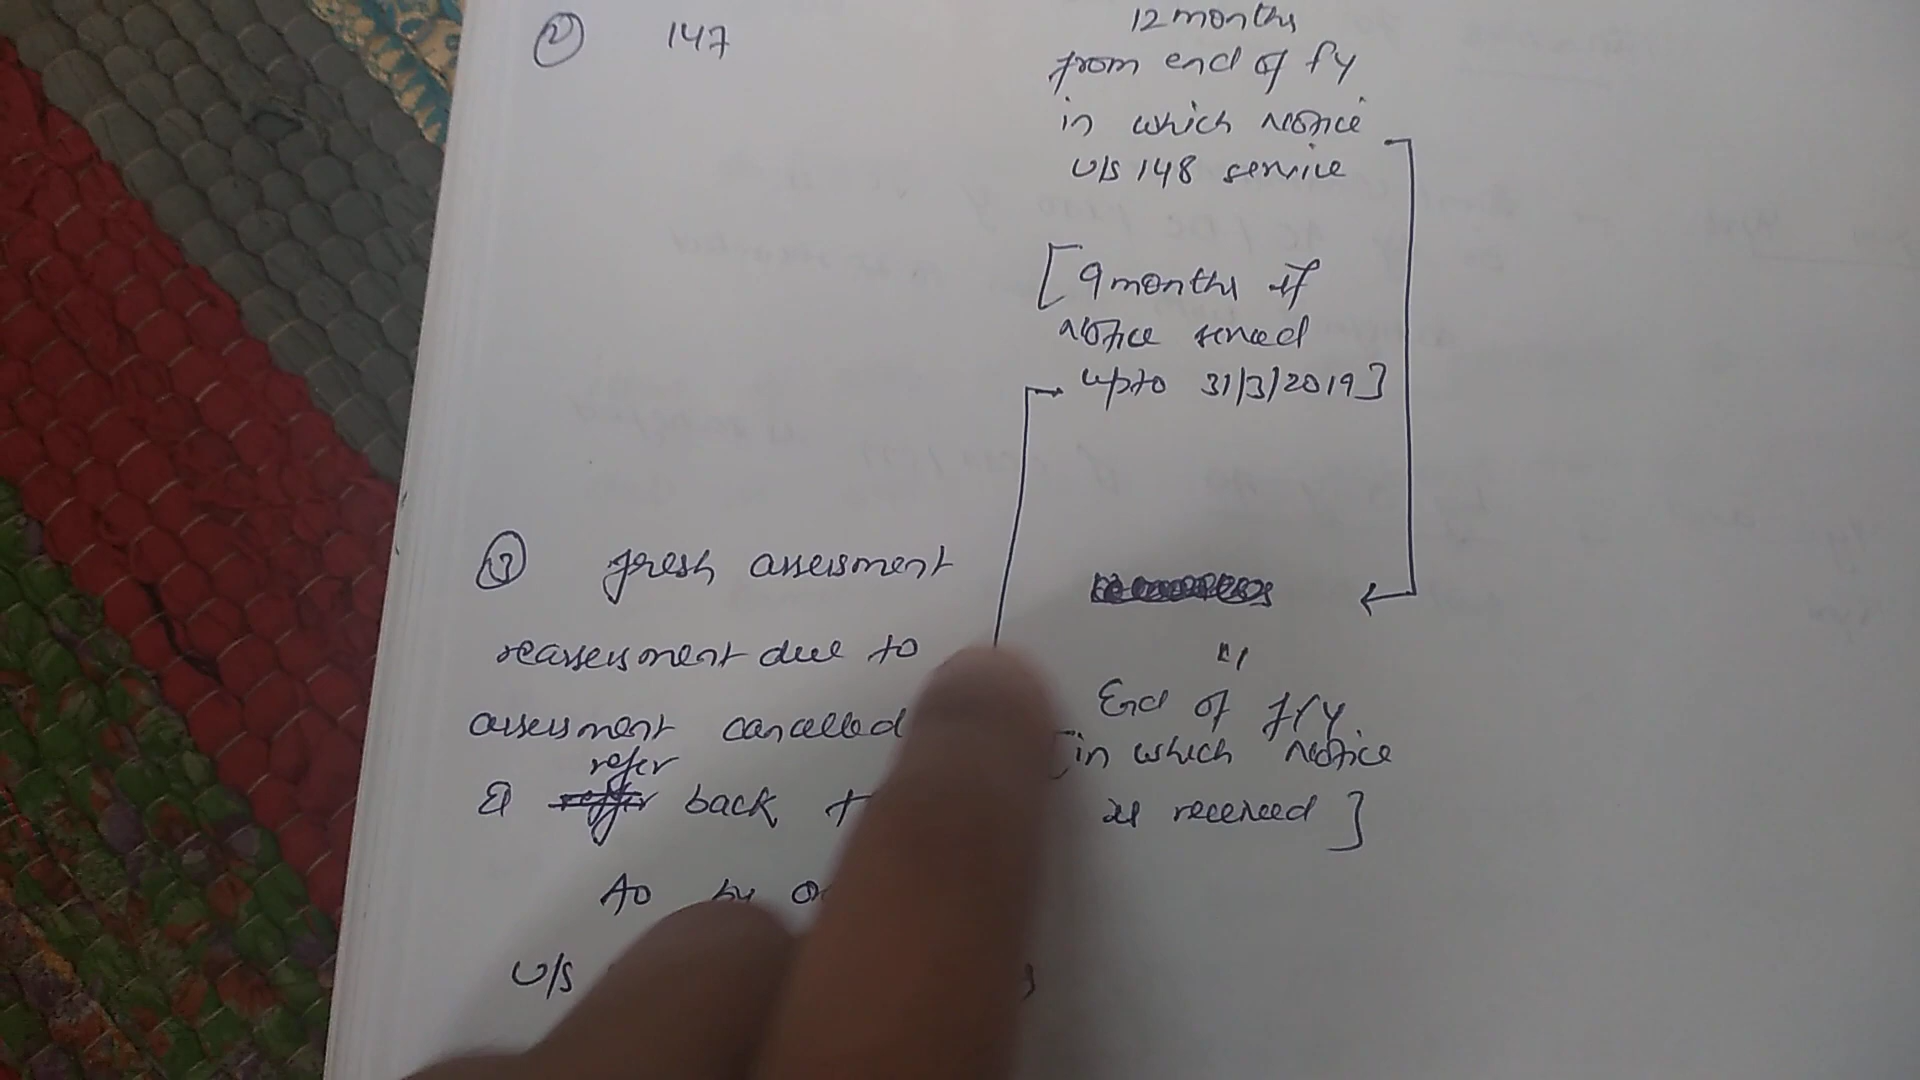 ② 147
12 months
from end of fy
in which notice
U/S 148 service
[9 months if
notice served
upto 31/3/2019]
③ fresh assessment
reassessment due to
assessment cancelled
& refer back
AO by
U/S
"
End of f/y
[in which notice
is received]